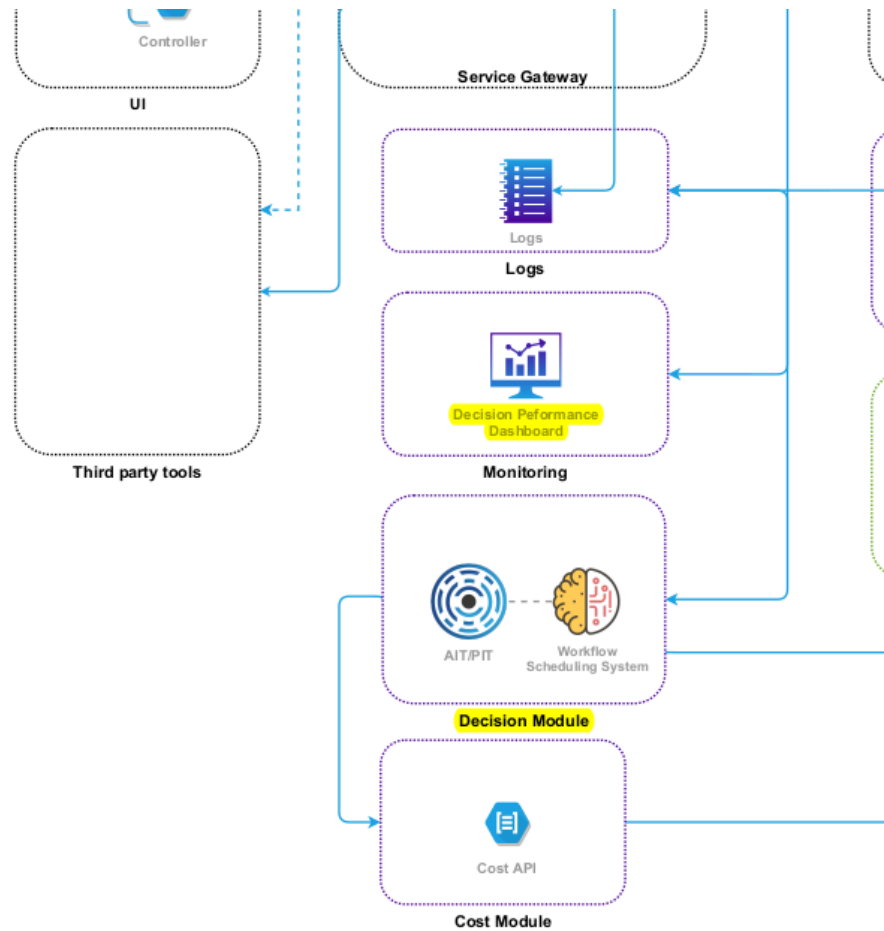 Controller
UI
Service Gateway
Logs
Logs
Decision Peformance
Dashboard
Third party tools
Monitoring
AIT/PIT
Workflow
Scheduling System
Decision Module
Cost API
Cost Module